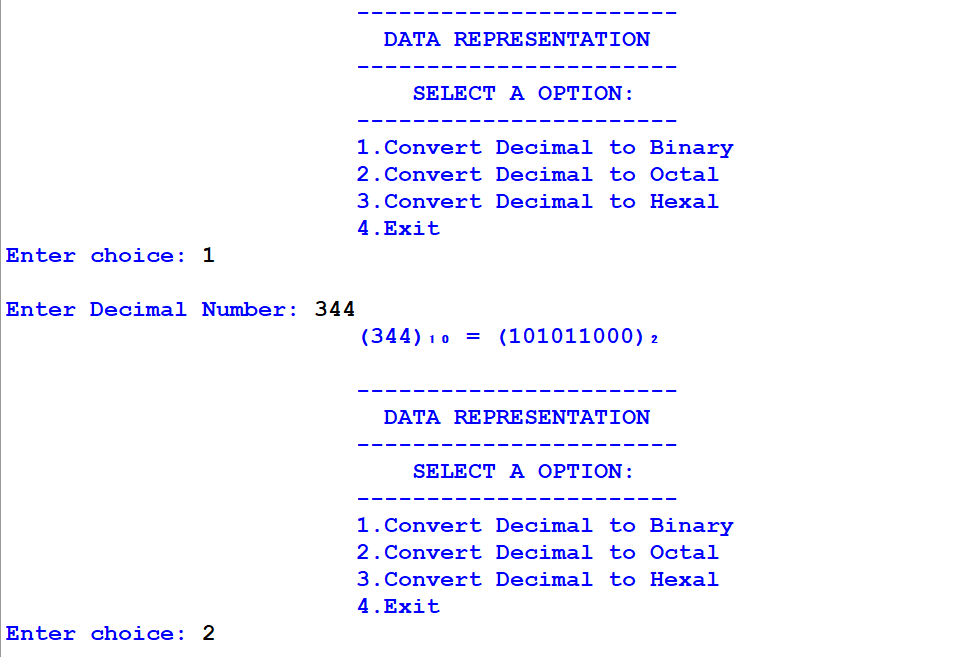 -----------------------
DATA REPRESENTATION
-----------------------
SELECT A OPTION:
-----------------------
1.Convert Decimal to Binary
2.Convert Decimal to Octal
3.Convert Decimal to Hexal
4.Exit
Enter choice: 1
Enter Decimal Number: 344
(344)₁₀ = (101011000)₂
-----------------------
DATA REPRESENTATION
-----------------------
SELECT A OPTION:
-----------------------
1.Convert Decimal to Binary
2.Convert Decimal to Octal
3.Convert Decimal to Hexal
4.Exit
Enter choice: 2